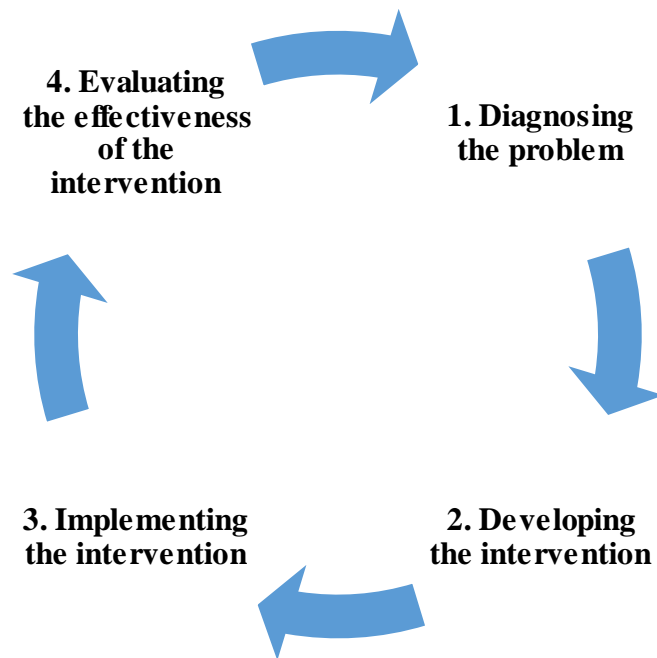 1. Diagnosing
the problem
2. Developing
the intervention
3. Implementing
the intervention
4. Evaluating
the effectiveness
of the
intervention